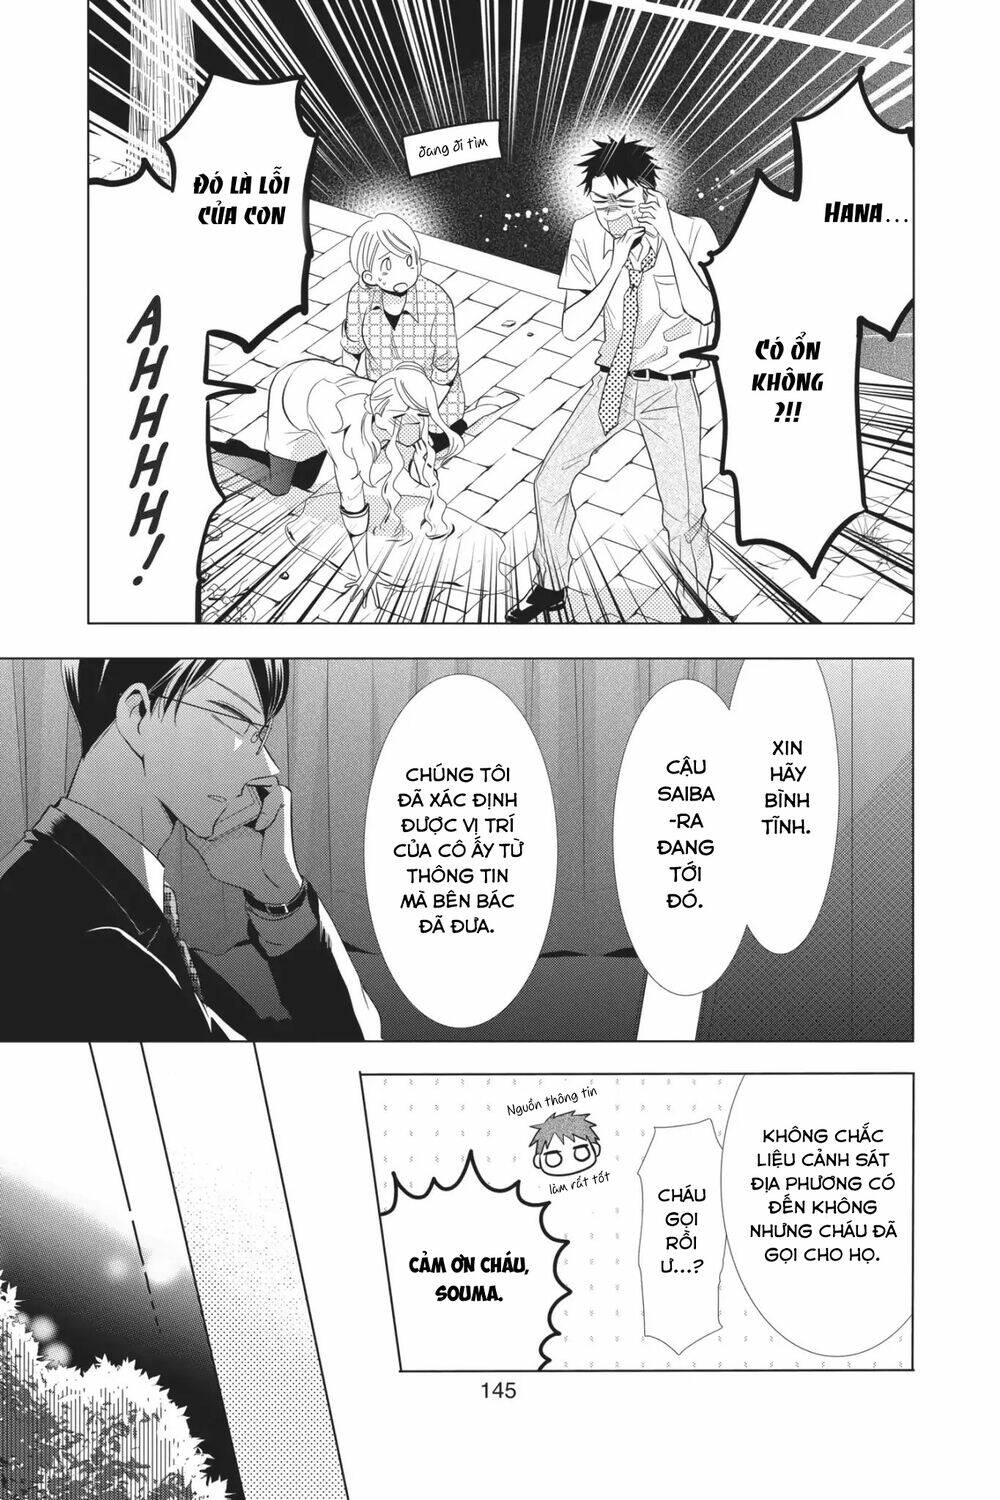 HANA...
CÓ ỔN
KHÔNG
?!!
đang đi tìm
ĐÓ LÀ LỖI
CỦA CON
AHHHH!
XIN
HÃY
BÌNH
TĨNH.
CẬU
SAIBA
-RA
ĐANG
TỚI
ĐÓ.
CHÚNG TÔI
ĐÃ XÁC ĐỊNH
ĐƯỢC VỊ TRÍ
CỦA CÔ ẤY TỪ
THÔNG TIN
MÀ BÊN BÁC
ĐÃ ĐƯA.
KHÔNG CHẮC
LIỆU CẢNH SÁT
ĐỊA PHƯƠNG CÓ
ĐẾN KHÔNG
NHƯNG CHÁU ĐÃ
GỌI CHO HỌ.
CHÁU
GỌI
RỒI
Ư...?
Nguồn thông tin
làm rất tốt
CẢM ƠN CHÁU,
SOUMA.
145